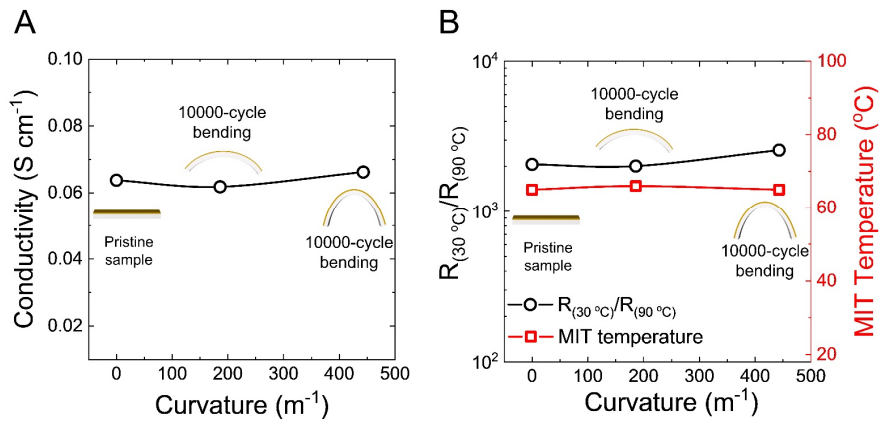 A
0.10
0.08
0.06
0.04
0.02
Conductivity (S cm⁻¹)
10000-cycle
bending
Pristine
sample
10000-cycle
bending
0 100 200 300 400 500
Curvature (m⁻¹)
B
10⁴
10³
10²
R(30 ºC)/R(90 ºC)
10000-cycle
bending
Pristine
sample
10000-cycle
bending
R(30 ºC)/R(90 ºC)
MIT temperature
100
80
60
40
20
MIT Temperature (ºC)
0 100 200 300 400 500
Curvature (m⁻¹)